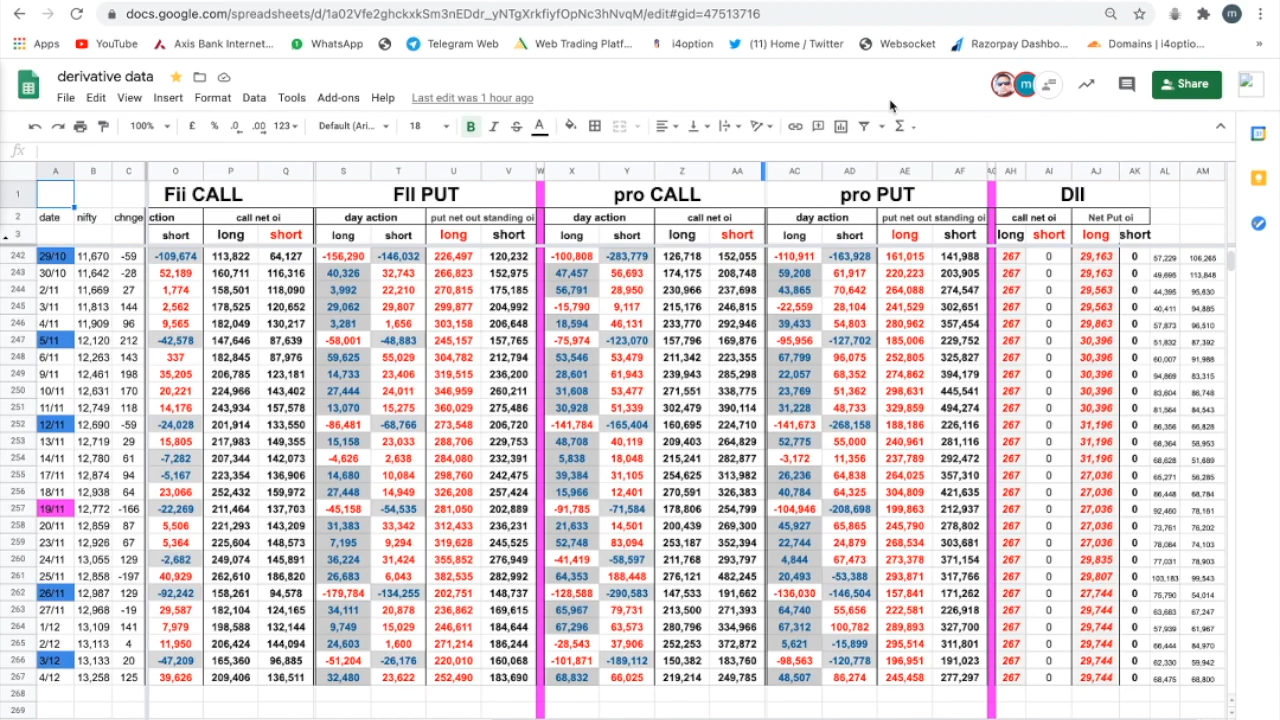 docs.google.com/spreadsheets/d/1a02Vfe2ghckxkSm3nEDdr_yNTgXrkfiyfOpNc3hNvqM/edit#gid=47513716
Apps YouTube Axis Bank Internet... WhatsApp Telegram Web Web Trading Platf... i4option (11) Home / Twitter Websocket Razorpay Dashbo... Domains | i4optio... »
derivative data
File Edit View Insert Format Data Tools Add-ons Help Last edit was 1 hour ago
m Share
100% £ % .0 .00 123 Default (Ari... 18 B I S A
fx
A B C O P Q S T U V W X Y Z AA AC AD AE AF AG AH AI AJ AK AL AM
1 Fii CALL FII PUT pro CALL pro PUT DII
2 date nifty chnge ction call net oi day action put net out standing oi day action call net oi day action put net out standing oi call net oi Net Put oi
3 short long short long short long short long short long short long short long short long short long short
242 29/10 11,670 -59 -109,674 113,822 64,127 -156,290 -146,032 226,497 120,232 -100,808 -283,779 126,718 152,055 -110,911 -163,928 161,015 141,988 267 0 29,163 0 57,229 106,265
243 30/10 11,642 -28 52,189 160,711 116,316 40,326 32,743 266,823 152,975 47,457 56,693 174,175 208,748 59,208 61,917 220,223 203,905 267 0 29,563 0 49,695 113,848
244 2/11 11,669 27 1,774 158,501 118,090 3,992 22,210 270,815 175,185 56,791 28,950 230,966 237,698 43,865 70,642 264,088 274,547 267 0 29,563 0 44,395 95,630
245 3/11 11,813 144 2,562 178,525 120,652 29,062 29,807 299,877 204,992 -15,790 9,117 215,176 246,815 -22,559 28,104 241,529 302,651 267 0 29,563 0 40,411 94,885
246 4/11 11,909 96 9,565 182,049 130,217 3,281 1,656 303,158 206,648 18,594 46,131 233,770 292,946 39,433 54,803 280,962 357,454 267 0 29,863 0 57,873 96,510
247 5/11 12,120 212 -42,578 147,646 87,639 -58,001 -48,883 245,157 157,765 -75,974 -123,070 157,796 169,876 -95,956 -127,702 185,006 229,752 267 0 30,396 0 51,832 87,392
248 6/11 12,263 143 337 182,845 87,976 59,625 55,029 304,782 212,794 53,546 53,479 211,342 223,355 67,799 96,075 252,805 325,827 267 0 30,396 0 60,007 91,988
249 9/11 12,461 198 35,205 206,785 123,181 14,733 23,406 319,515 236,200 28,601 61,943 239,943 285,298 22,057 68,352 274,862 394,179 267 0 30,396 0 94,869 83,315
250 10/11 12,631 170 20,221 224,966 143,402 27,444 24,011 346,959 260,211 31,608 53,477 271,551 338,775 23,769 51,362 298,631 445,541 267 0 30,396 0 83,604 86,748
251 11/11 12,749 118 14,176 243,934 157,578 13,070 15,275 360,029 275,486 30,928 51,339 302,479 390,114 31,228 48,733 329,859 494,274 267 0 30,396 0 81,564 84,543
252 12/11 12,690 -59 -24,028 201,914 133,550 -86,481 -68,766 273,548 206,720 -141,784 -165,404 160,695 224,710 -141,673 -268,158 188,186 226,116 267 0 31,196 0 86,356 66,828
253 13/11 12,719 29 15,805 217,983 149,355 15,158 23,033 288,706 229,753 48,708 40,119 209,403 264,829 52,775 55,000 240,961 281,116 267 0 31,196 0 68,364 58,953
254 14/11 12,780 61 -7,282 207,144 142,073 -4,626 2,638 284,080 232,391 5,838 18,048 215,241 282,877 -3,172 11,356 237,789 292,472 267 0 31,196 0 68,628 51,689
255 17/11 12,874 94 -5,167 223,354 136,906 14,680 10,084 298,760 242,475 39,384 31,105 254,625 313,982 26,236 64,838 264,025 357,310 267 0 27,036 0 65,271 56,285
256 18/11 12,938 64 23,066 252,432 159,972 27,448 14,949 326,208 257,424 15,966 12,401 270,591 326,383 40,784 64,325 304,809 421,635 267 0 27,036 0 86,448 68,784
257 19/11 12,772 -166 -22,269 211,464 137,703 -45,158 -54,535 281,050 202,889 -91,785 -71,584 178,806 254,799 -104,946 -208,698 199,863 212,937 267 0 27,036 0 92,460 78,161
258 20/11 12,859 87 5,506 221,293 143,209 31,383 33,342 312,433 236,231 21,633 14,501 200,439 269,300 45,927 65,865 245,790 278,802 267 0 27,036 0 73,761 76,202
259 23/11 12,926 67 5,364 225,604 148,573 7,195 9,294 319,628 245,525 52,748 83,094 253,187 352,394 22,744 24,879 268,534 303,681 267 0 27,036 0 78,084 74,103
260 24/11 13,055 129 -2,682 249,074 145,891 36,224 31,424 355,852 276,949 -41,419 -58,597 211,768 293,797 4,844 67,473 273,378 371,154 267 0 29,835 0 77,031 78,903
261 25/11 12,858 -197 40,929 262,610 186,820 26,683 6,043 382,535 282,992 64,353 188,448 276,121 482,245 20,493 -53,388 293,871 317,766 267 0 29,807 0 103,183 99,543
262 26/11 12,987 129 -92,242 158,261 94,578 -179,784 -134,255 202,751 148,737 -128,588 -290,583 147,533 191,662 -136,030 -146,504 157,841 171,262 267 0 29,744 0 75,790 54,014
263 27/11 12,968 -19 29,587 182,104 124,165 34,111 20,878 236,862 169,615 65,967 79,731 213,500 271,393 64,740 55,656 222,581 226,918 267 0 29,744 0 63,683 67,247
264 1/12 13,109 141 7,979 198,588 132,144 9,749 15,029 246,611 184,644 67,296 63,573 280,796 334,966 67,312 100,782 289,893 327,700 267 0 29,744 0 57,939 61,967
265 2/12 13,113 4 11,950 206,424 144,094 24,603 1,600 271,214 186,244 -28,543 37,906 252,253 372,872 5,621 -15,899 295,514 311,801 267 0 29,744 0 66,444 84,970
266 3/12 13,133 20 -47,209 165,360 96,885 -51,204 -26,176 220,010 160,068 -101,871 -189,112 150,382 183,760 -98,563 -120,778 196,951 191,023 267 0 29,744 0 62,330 59,942
267 4/12 13,258 125 39,626 209,406 136,511 32,480 23,622 252,490 183,690 68,832 66,025 219,214 249,785 48,507 86,274 245,458 277,297 267 0 29,744 0 68,475 68,800
268
269